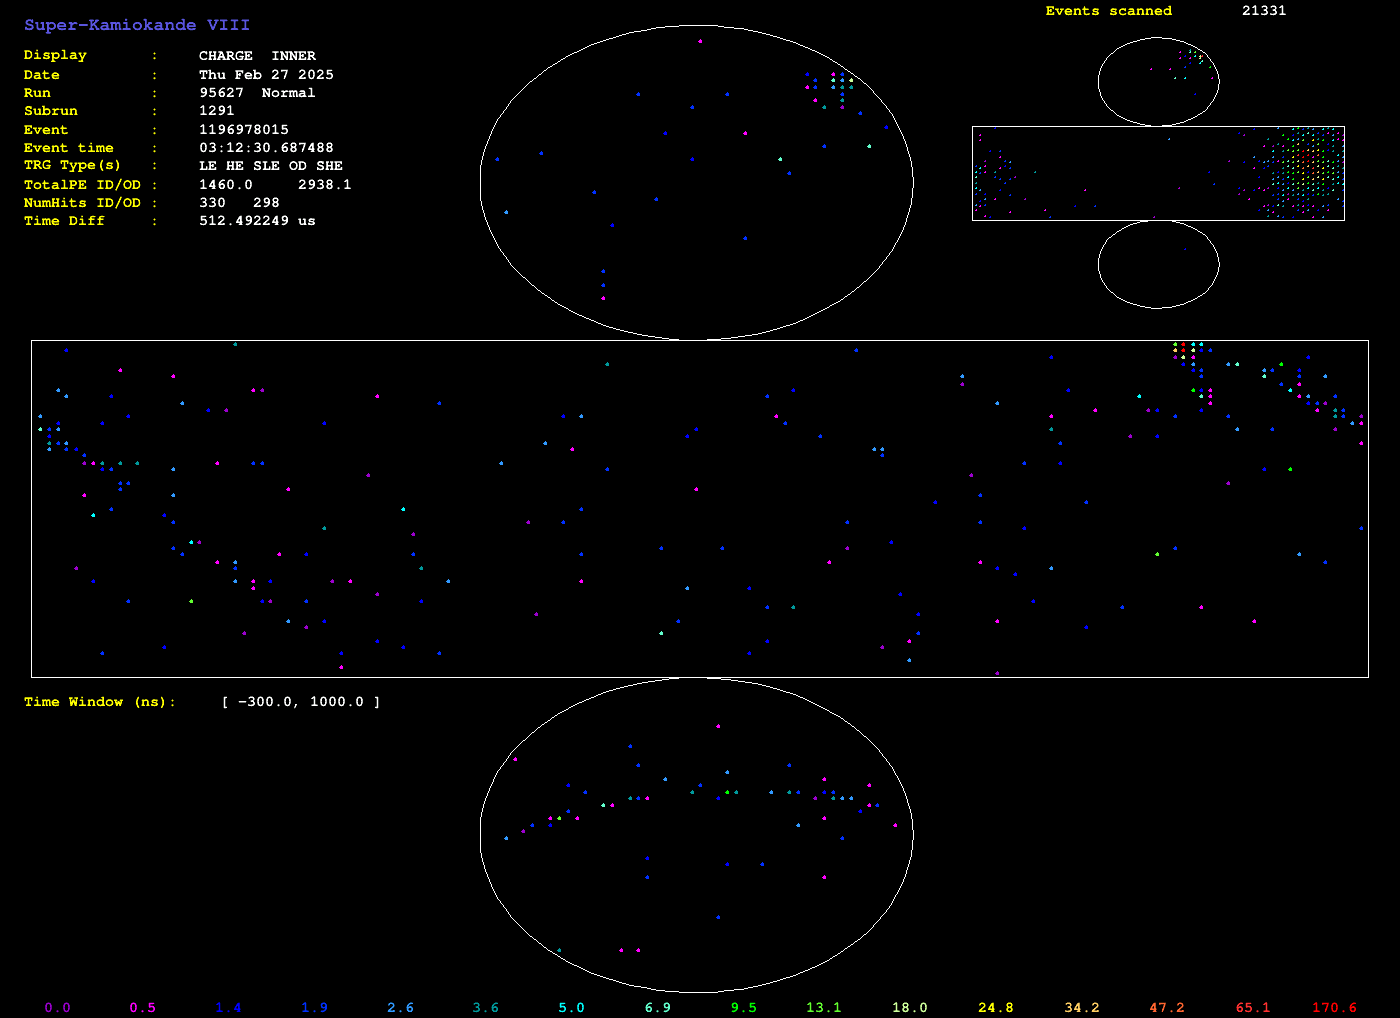 Super-Kamiokande VIII
Events scanned 21331
Display : CHARGE INNER
Date : Thu Feb 27 2025
Run : 95627 Normal
Subrun : 1291
Event : 1196978015
Event time : 03:12:30.687488
TRG Type(s) : LE HE SLE OD SHE
TotalPE ID/OD : 1460.0 2938.1
NumHits ID/OD : 330 298
Time Diff : 512.492249 us
Time Window (ns): [ -300.0, 1000.0 ]
0.0 0.5 1.4 1.9 2.6 3.6 5.0 6.9 9.5 13.1 18.0 24.8 34.2 47.2 65.1 170.6